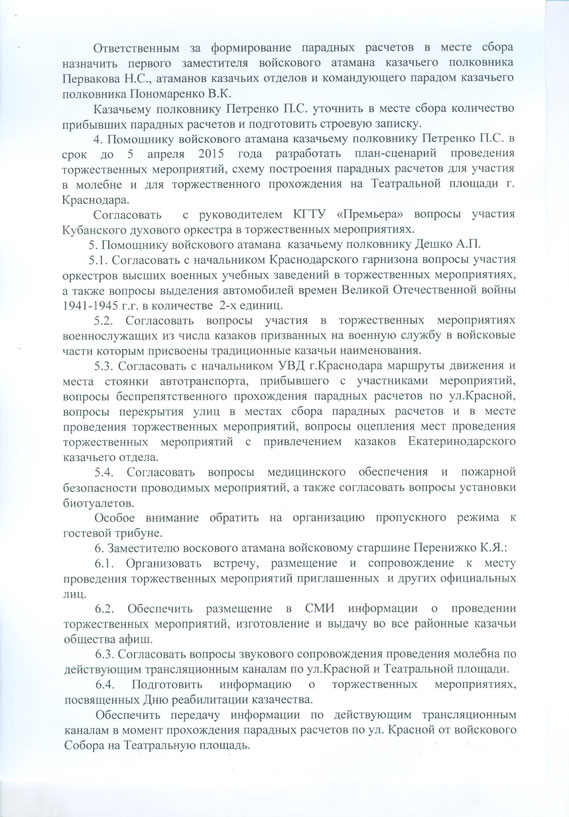 Ответственным за формирование парадных расчетов в месте сбора
назначить первого заместителя войскового атамана казачьего полковника
Первакова Н.С., атаманов казачьих отделов и командующего парадом казачьего
полковника Пономаренко В.К.
Казачьему полковнику Петренко П.С. уточнить в месте сбора количество
прибывших парадных расчетов и подготовить строевую записку.
4. Помощнику войскового атамана казачьему полковнику Петренко П.С. в
срок до 5 апреля 2015 года разработать план-сценарий проведения
торжественных мероприятий, схему построения парадных расчетов для участия
в молебне и для торжественного прохождения на Театральной площади г.
Краснодара.
Согласовать с руководителем КГТУ «Премьера» вопросы участия
Кубанского духового оркестра в торжественных мероприятиях.
5. Помощнику войскового атамана казачьему полковнику Дешко А.П.
5.1. Согласовать с начальником Краснодарского гарнизона вопросы участия
оркестров высших военных учебных заведений в торжественных мероприятиях,
а также вопросы выделения автомобилей времен Великой Отечественной войны
1941-1945 г.г. в количестве 2-х единиц.
5.2. Согласовать вопросы участия в торжественных мероприятиях
военнослужащих из числа казаков призванных на военную службу в войсковые
части которым присвоены традиционные казачьи наименования.
5.3. Согласовать с начальником УВД г.Краснодара маршруты движения и
места стоянки автотранспорта, прибывшего с участниками мероприятий,
вопросы беспрепятственного прохождения парадных расчетов по ул.Красной,
вопросы перекрытия улиц в местах сбора парадных расчетов и в месте
проведения торжественных мероприятий, вопросы оцепления мест проведения
торжественных мероприятий с привлечением казаков Екатеринодарского
казачьего отдела.
5.4. Согласовать вопросы медицинского обеспечения и пожарной
безопасности проводимых мероприятий, а также согласовать вопросы установки
биотуалетов.
Особое внимание обратить на организацию пропускного режима к
гостевой трибуне.
6. Заместителю воскового атамана войсковому старшине Перенижко К.Я.:
6.1. Организовать встречу, размещение и сопровождение к месту
проведения торжественных мероприятий приглашенных и других официальных
лиц.
6.2. Обеспечить размещение в СМИ информации о проведении
торжественных мероприятий, изготовление и выдачу во все районные казачьи
общества афиш.
6.3. Согласовать вопросы звукового сопровождения проведения молебна по
действующим трансляционным каналам по ул.Красной и Театральной площади.
6.4. Подготовить информацию о торжественных мероприятиях,
посвященных Дню реабилитации казачества.
Обеспечить передачу информации по действующим трансляционным
каналам в момент прохождения парадных расчетов по ул. Красной от войскового
Собора на Театральную площадь.